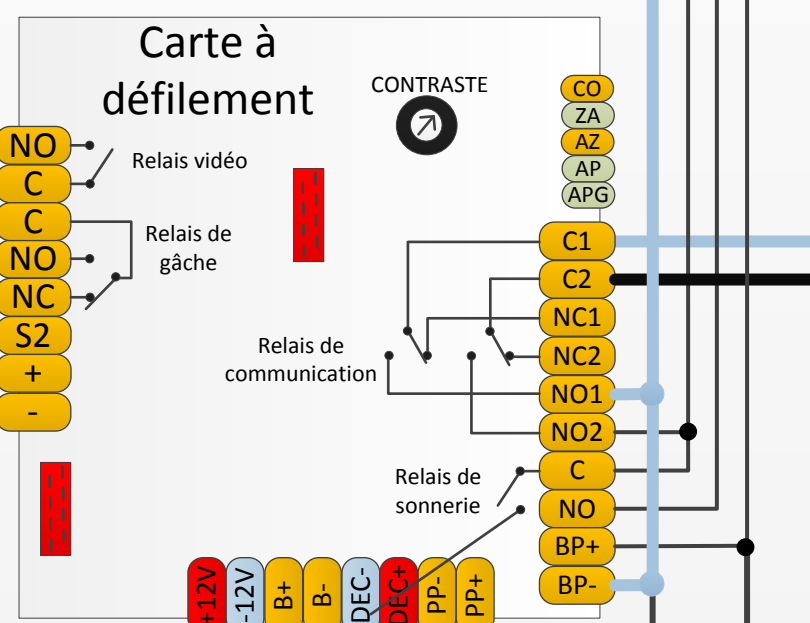 Carte à
défilement
CONTRASTE
NO
C
C
NO
NC
S2
+
-
Relais vidéo
Relais de
gâche
CO
ZA
AZ
AP
APG
C1
C2
NC1
NC2
NO1
NO2
C
NO
BP+
BP-
Relais de
communication
Relais de
sonnerie
+12V
-12V
B+
B-
DEC-
DEC+
PP-
PP+